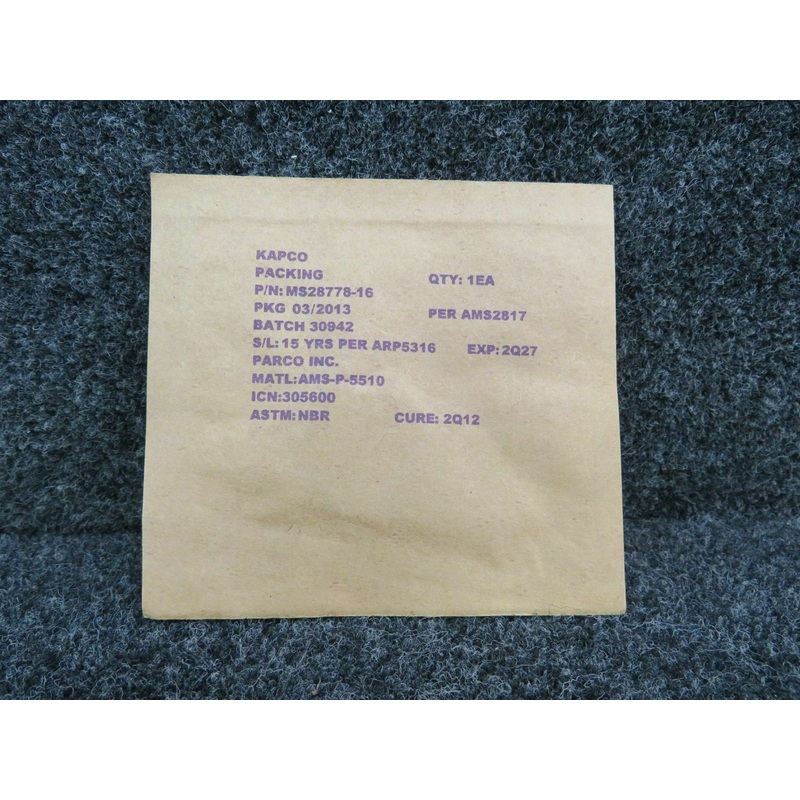 KAPCO
PACKING QTY: 1EA
P/N: MS28778-16
PKG 03/2013 PER AMS2817
BATCH 30942
S/L: 15 YRS PER ARP5316 EXP: 2Q27
PARCO INC.
MATL:AMS-P-5510
ICN:305600
ASTM:NBR CURE: 2Q12